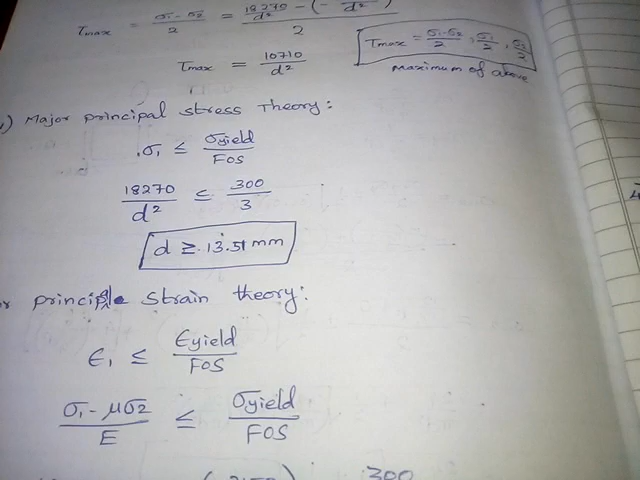 τmax = σ1 - σ2 / 2 = 18270/d² - (- /d²) / 2
τmax = 10710/d²
τmax = σ1-σ2/2, σ1/2, σ2/2
Maximum of above
) Major principal stress Theory:
σ1 ≤ σyield/FOS
18270/d² ≤ 300/3
d ≥ 13.51 mm
principle strain theory:
ϵ1 ≤ ϵyield/FOS
σ1 - μσ2/E ≤ σyield/FOS
300